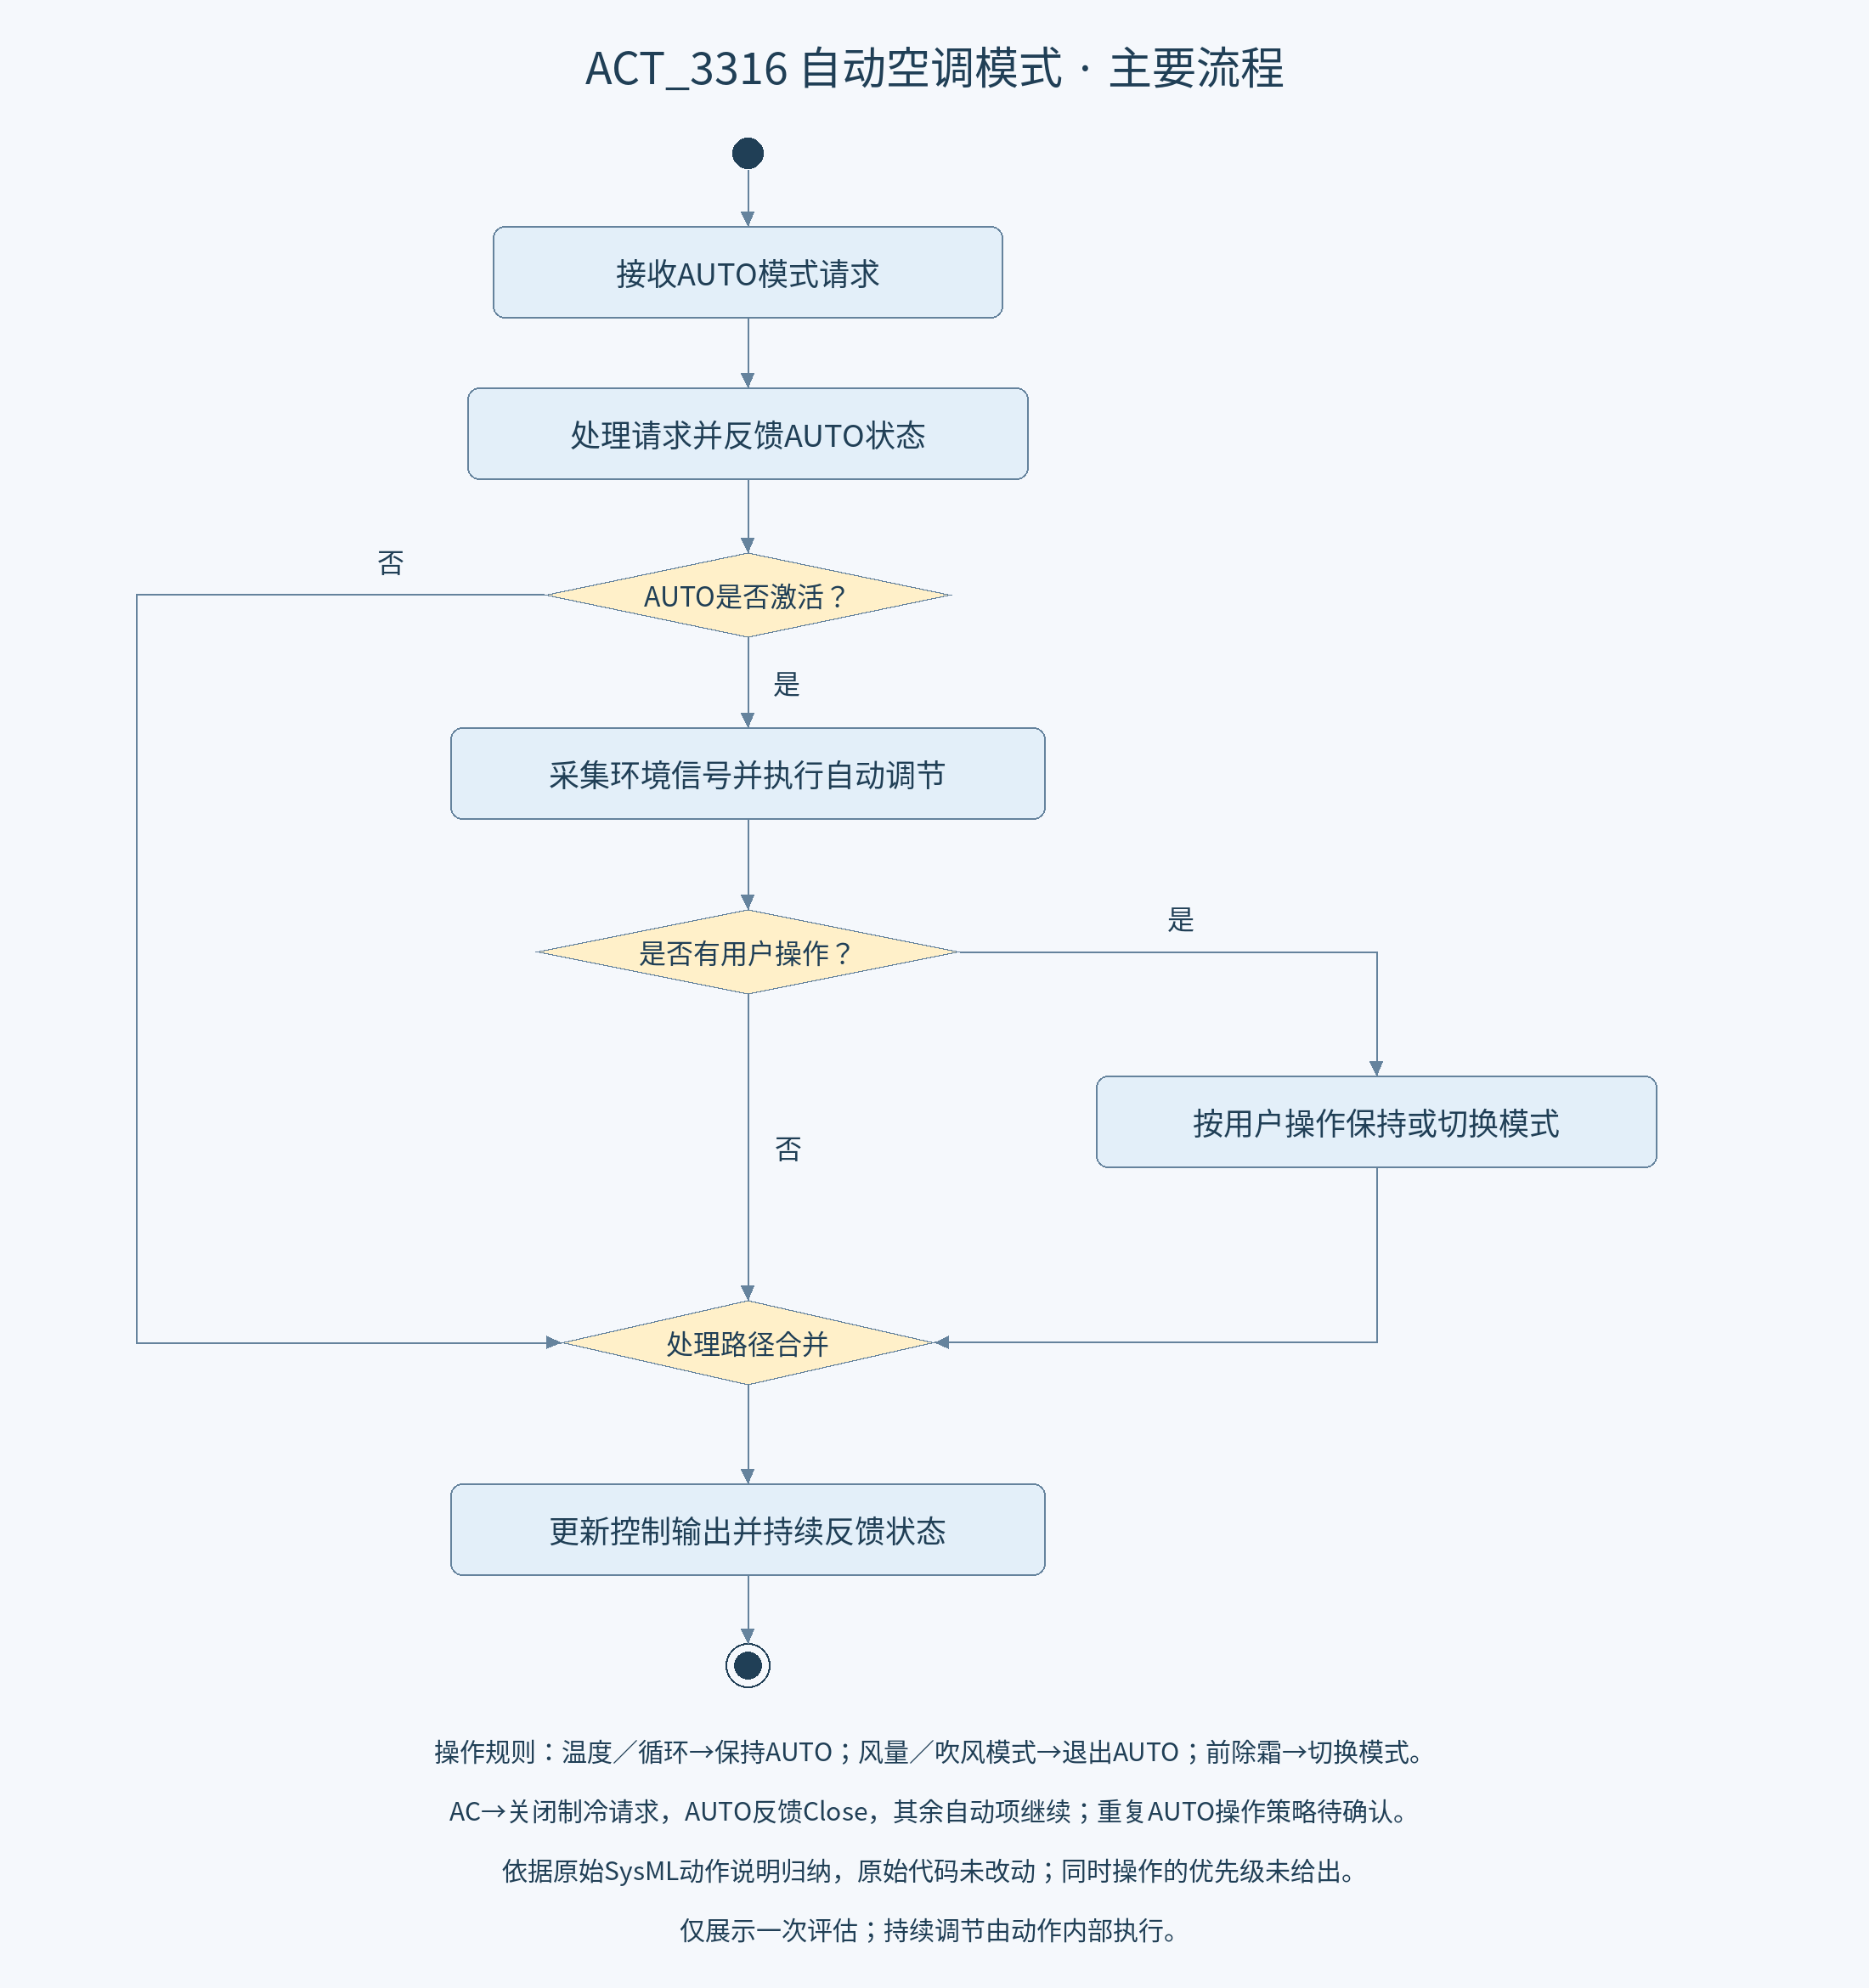 ACT_3316 自动空调模式 · 主要流程
接收AUTO模式请求
处理请求并反馈AUTO状态
否
AUTO是否激活？
是
采集环境信号并执行自动调节
是
是否有用户操作？
按用户操作保持或切换模式
否
处理路径合并
更新控制输出并持续反馈状态
操作规则：温度／循环→保持AUTO；风量／吹风模式→退出AUTO；前除霜→切换模式。
AC→关闭制冷请求，AUTO反馈Close，其余自动项继续；重复AUTO操作策略待确认。
依据原始SysML动作说明归纳，原始代码未改动；同时操作的优先级未给出。
仅展示一次评估；持续调节由动作内部执行。